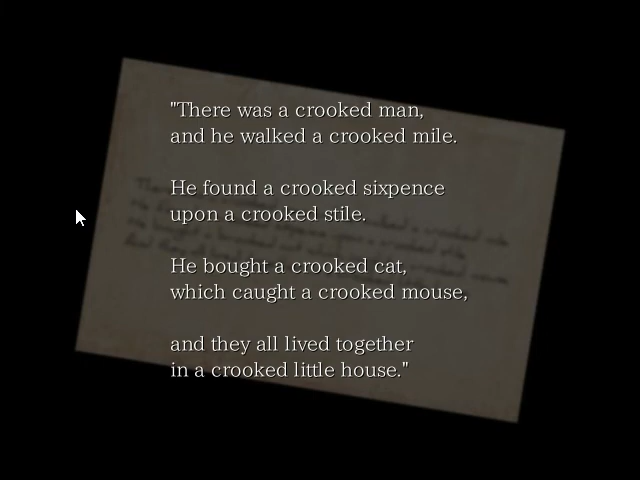 "There was a crooked man,
and he walked a crooked mile.
He found a crooked sixpence
upon a crooked stile.
He bought a crooked cat,
which caught a crooked mouse,
and they all lived together
in a crooked little house."